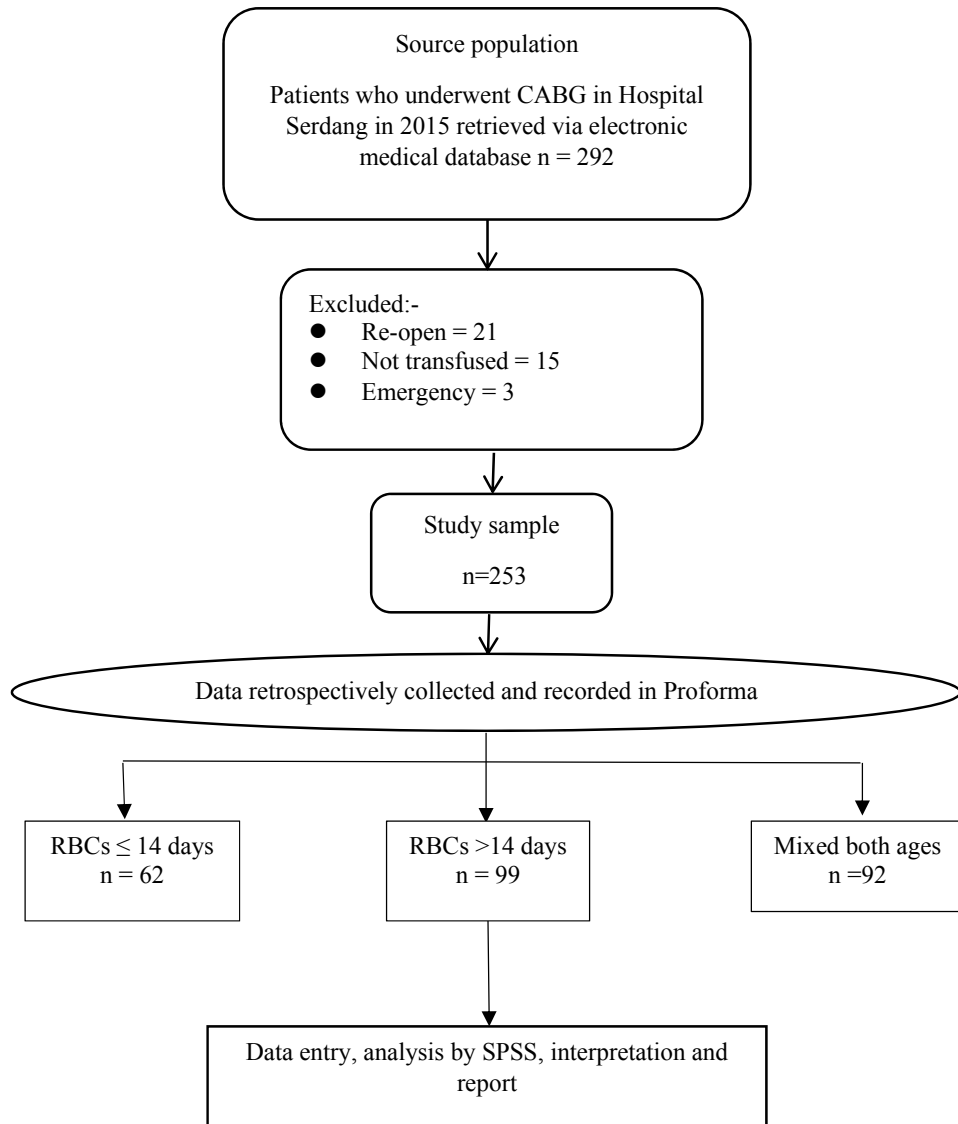 Source population
Patients who underwent CABG in Hospital
Serdang in 2015 retrieved via electronic
medical database n = 292
Excluded:-
● Re-open = 21
● Not transfused = 15
● Emergency = 3
Study sample
n=253
Data retrospectively collected and recorded in Proforma
RBCs ≤ 14 days
n = 62
RBCs >14 days
n = 99
Mixed both ages
n =92
Data entry, analysis by SPSS, interpretation and
report